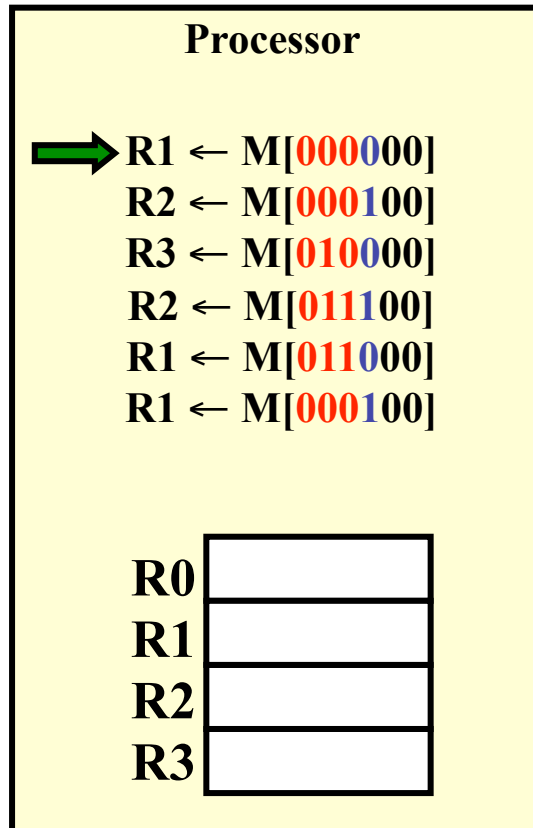 Processor
R1 ← M[000000]
R2 ← M[000100]
R3 ← M[010000]
R2 ← M[011100]
R1 ← M[011000]
R1 ← M[000100]
R0
R1
R2
R3